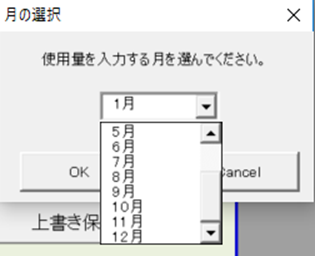 月の選択
使用量を入力する月を選んでください。
1月
5月
6月
7月
8月
9月
10月
11月
12月
OK
Cancel
上書き保